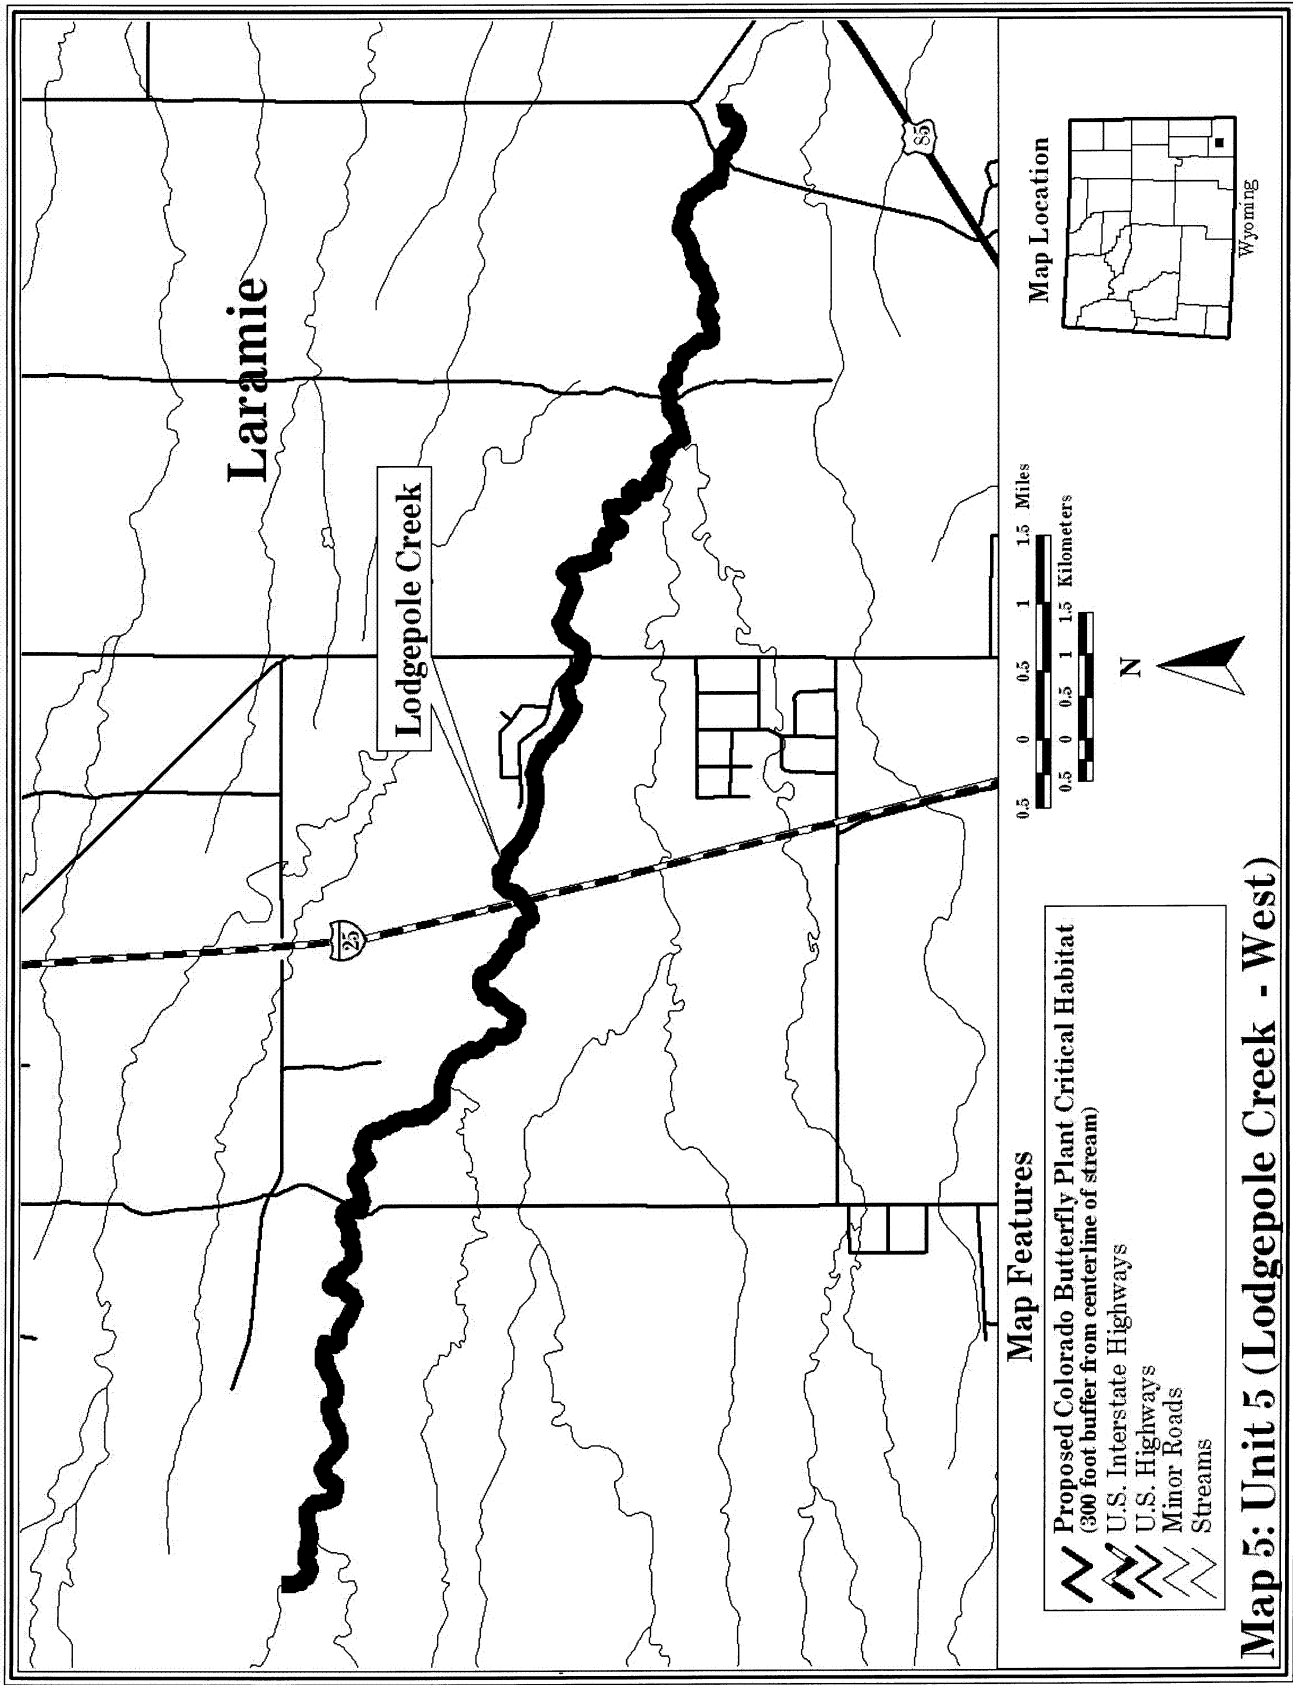 Laramie
Lodgepole Creek
25
85
Map Features
Proposed Colorado Butterfly Plant Critical Habitat
(300 foot buffer from centerline of stream)
U.S. Interstate Highways
U.S. Highways
Minor Roads
Streams
0.5 0 0.5 1 1.5 Miles
0.5 0 0.5 1 1.5 Kilometers
N
Map Location
Wyoming
Map 5: Unit 5 (Lodgepole Creek - West)